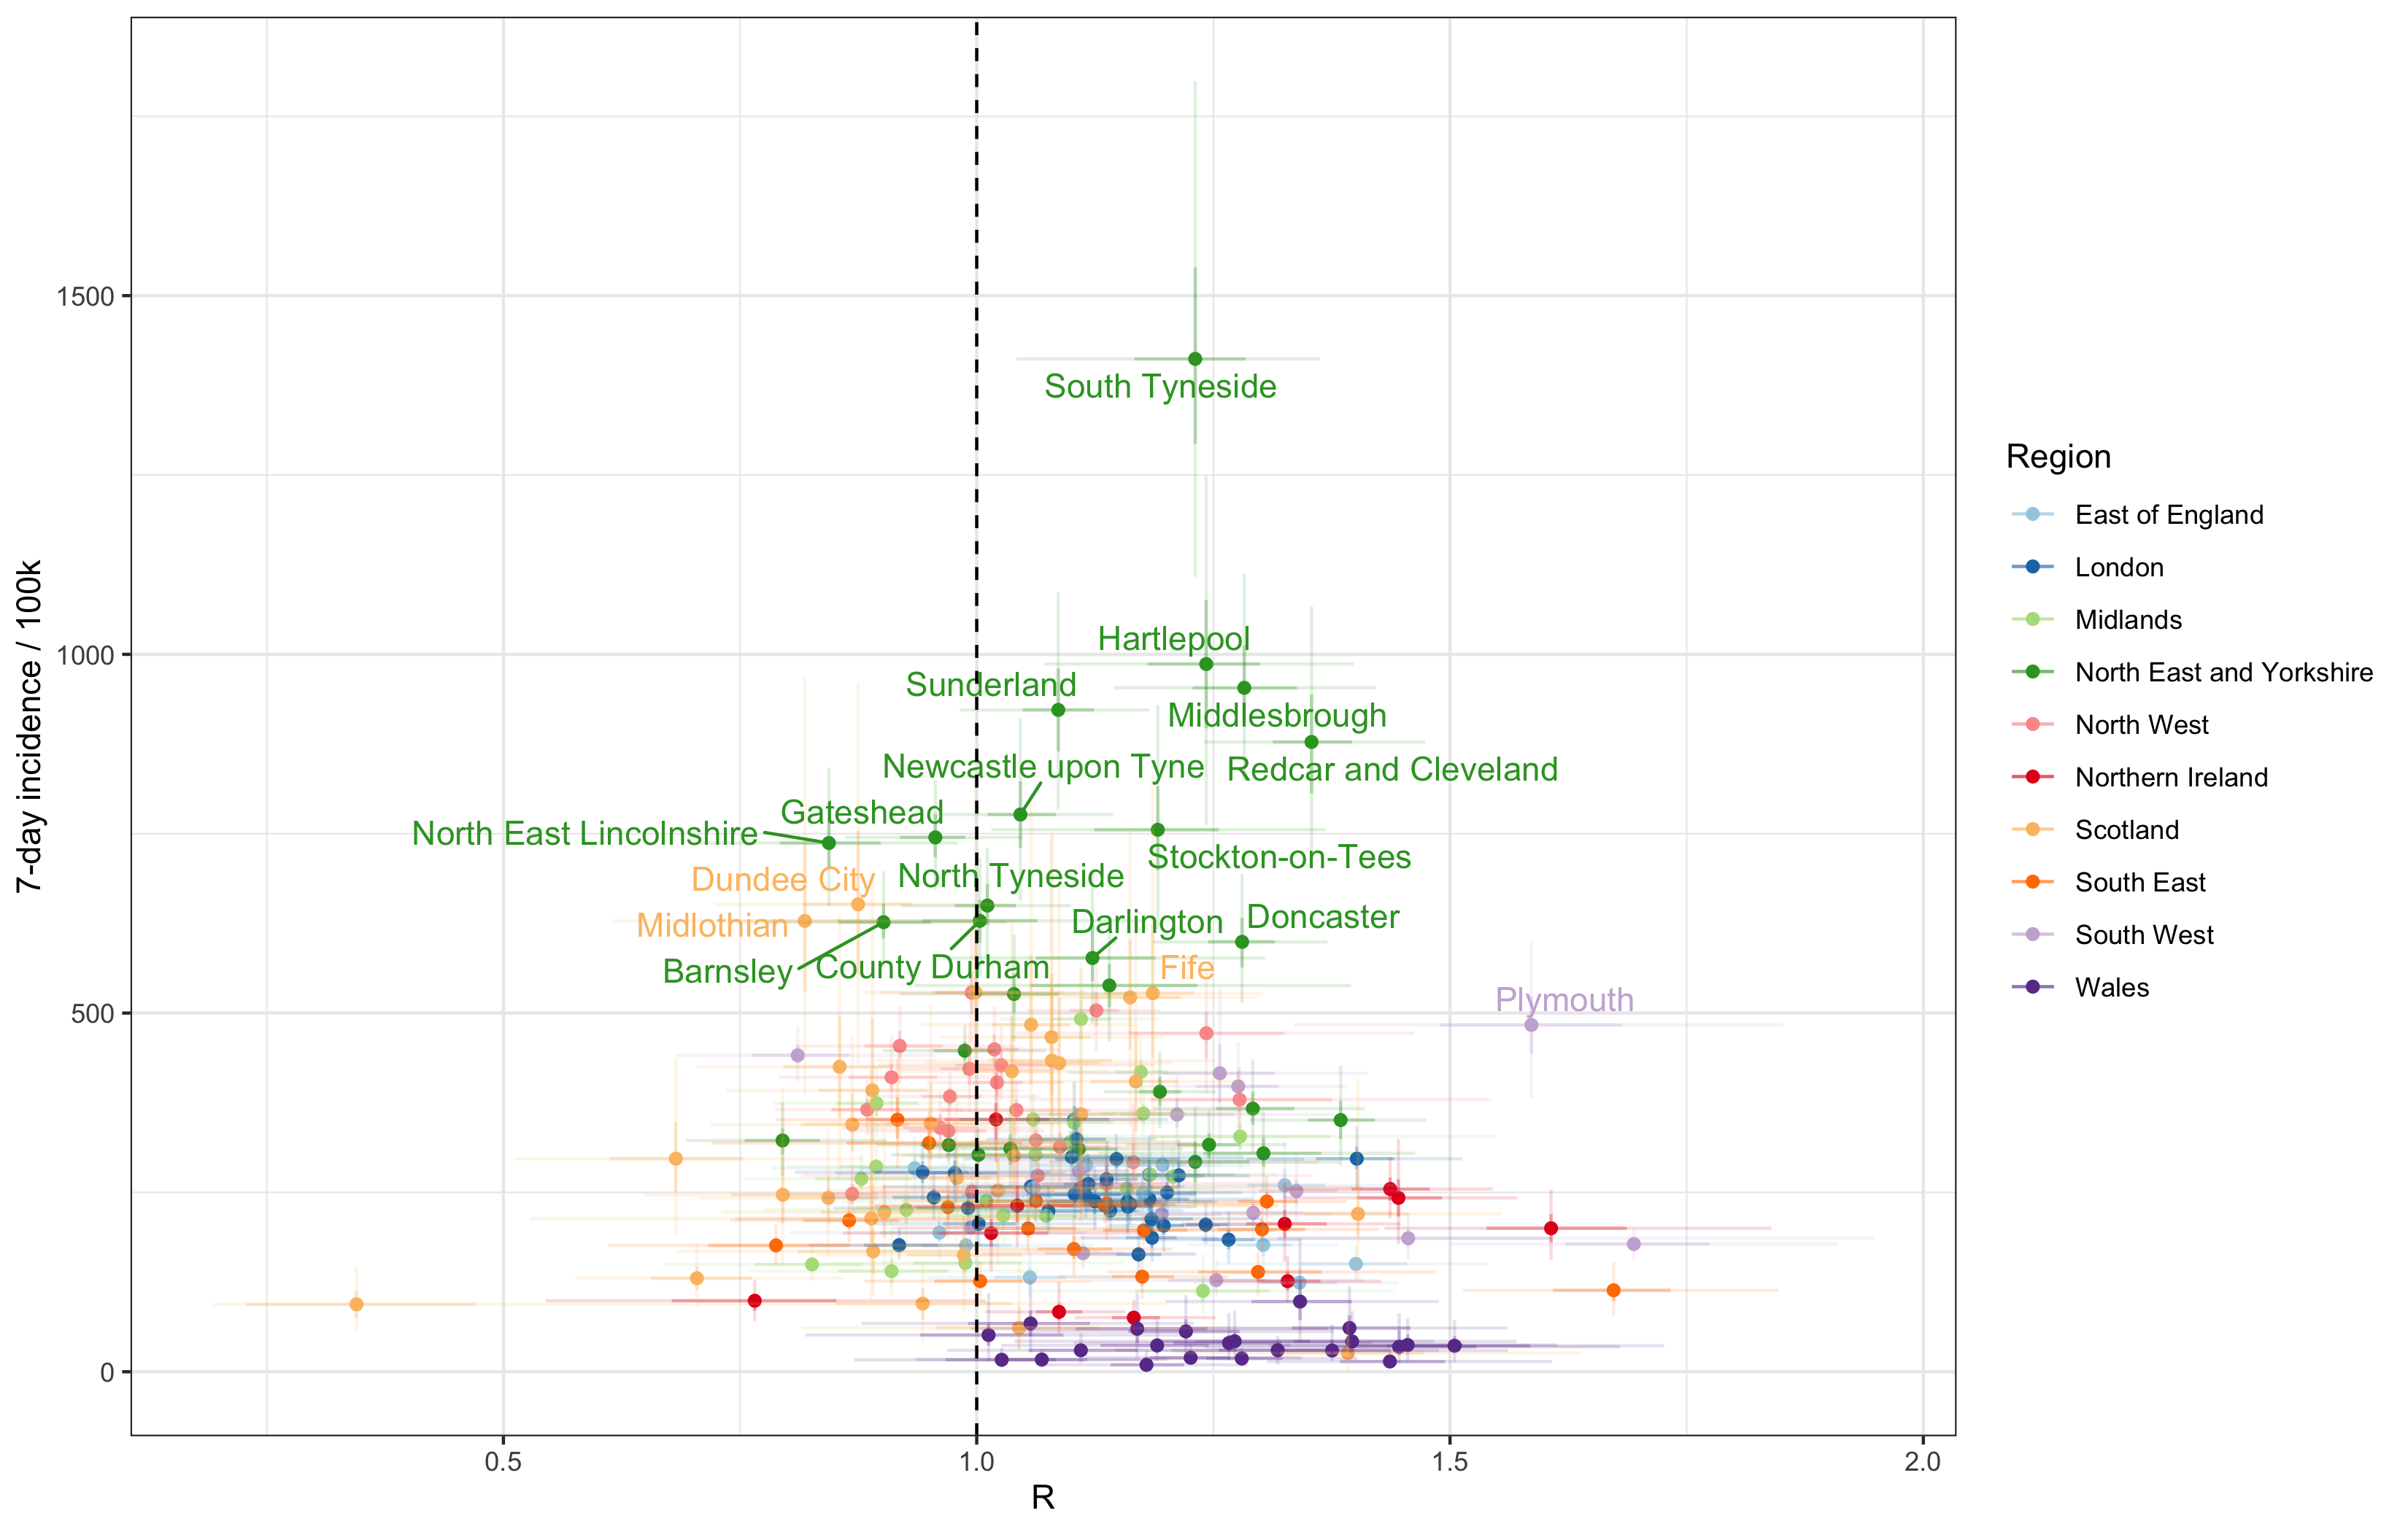 South Tyneside
Hartlepool
Sunderland
Middlesbrough
Newcastle upon Tyne
Redcar and Cleveland
Gateshead
North East Lincolnshire
Stockton-on-Tees
Dundee City
North Tyneside
Midlothian
Darlington
Doncaster
Barnsley
County Durham
Fife
Plymouth
1500
1000
500
0
7-day incidence / 100k
0.5
1.0
1.5
2.0
R
Region
East of England
London
Midlands
North East and Yorkshire
North West
Northern Ireland
Scotland
South East
South West
Wales